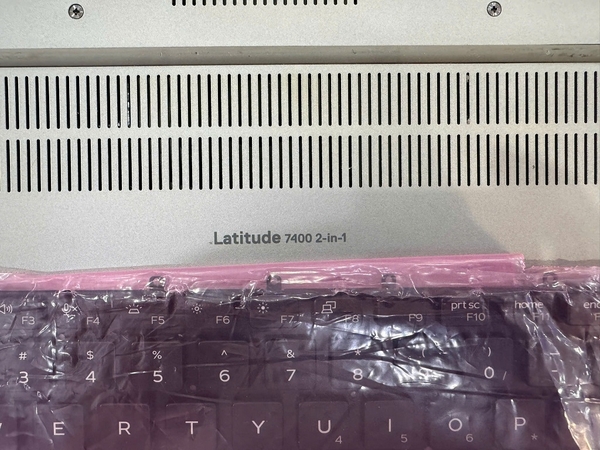 Latitude 7400 2-in-1
prt sc home
F3 F4 F5 F6 F7 F8 F9 F10
# $ % ^ & * ( )
3 4 5 6 7 8 0
E R T Y U I O P
4 5 6 *